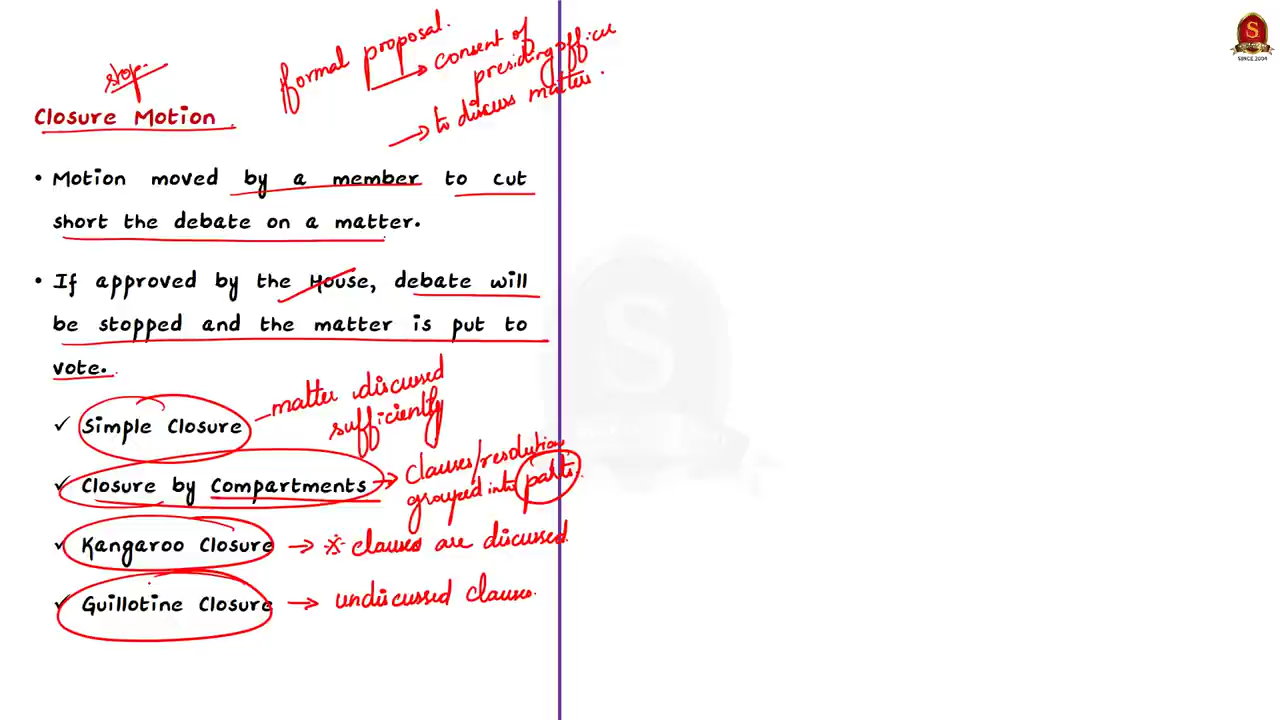 formal proposal.
consent of
presiding officer
to discuss matter.
stop.
S
SINCE 2004
Closure Motion
• Motion moved by a member to cut
short the debate on a matter.
• If approved by the House, debate will
be stopped and the matter is put to
vote.
✓ Simple Closure
matter discussed
sufficiently
✓ Closure by Compartments
clauses/resolution
grouped into parts.
✓ Kangaroo Closure
clauses are discussed.
✓ Guillotine Closure
undiscussed clauses.